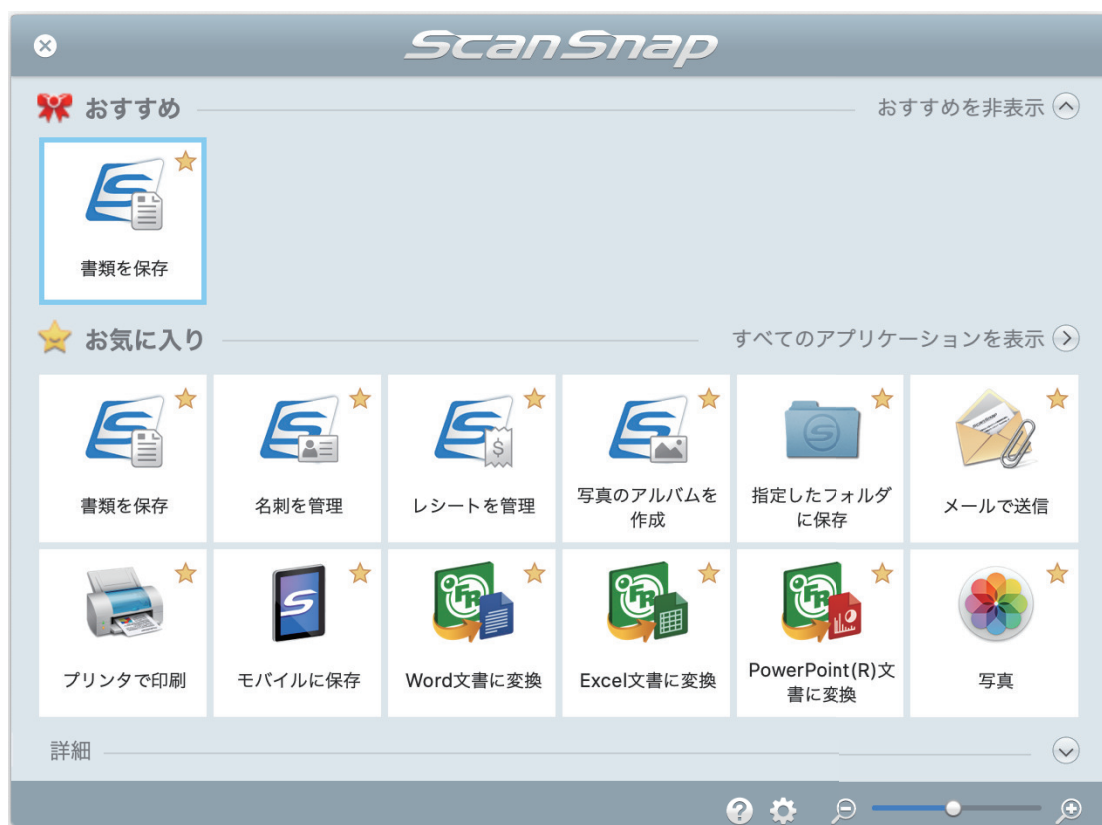 ScanSnap
おすすめ
おすすめを非表示
書類を保存
お気に入り
すべてのアプリケーションを表示
書類を保存
名刺を管理
レシートを管理
写真のアルバムを
作成
指定したフォルダ
に保存
メールで送信
プリンタで印刷
モバイルに保存
Word文書に変換
Excel文書に変換
PowerPoint(R)文
書に変換
写真
詳細